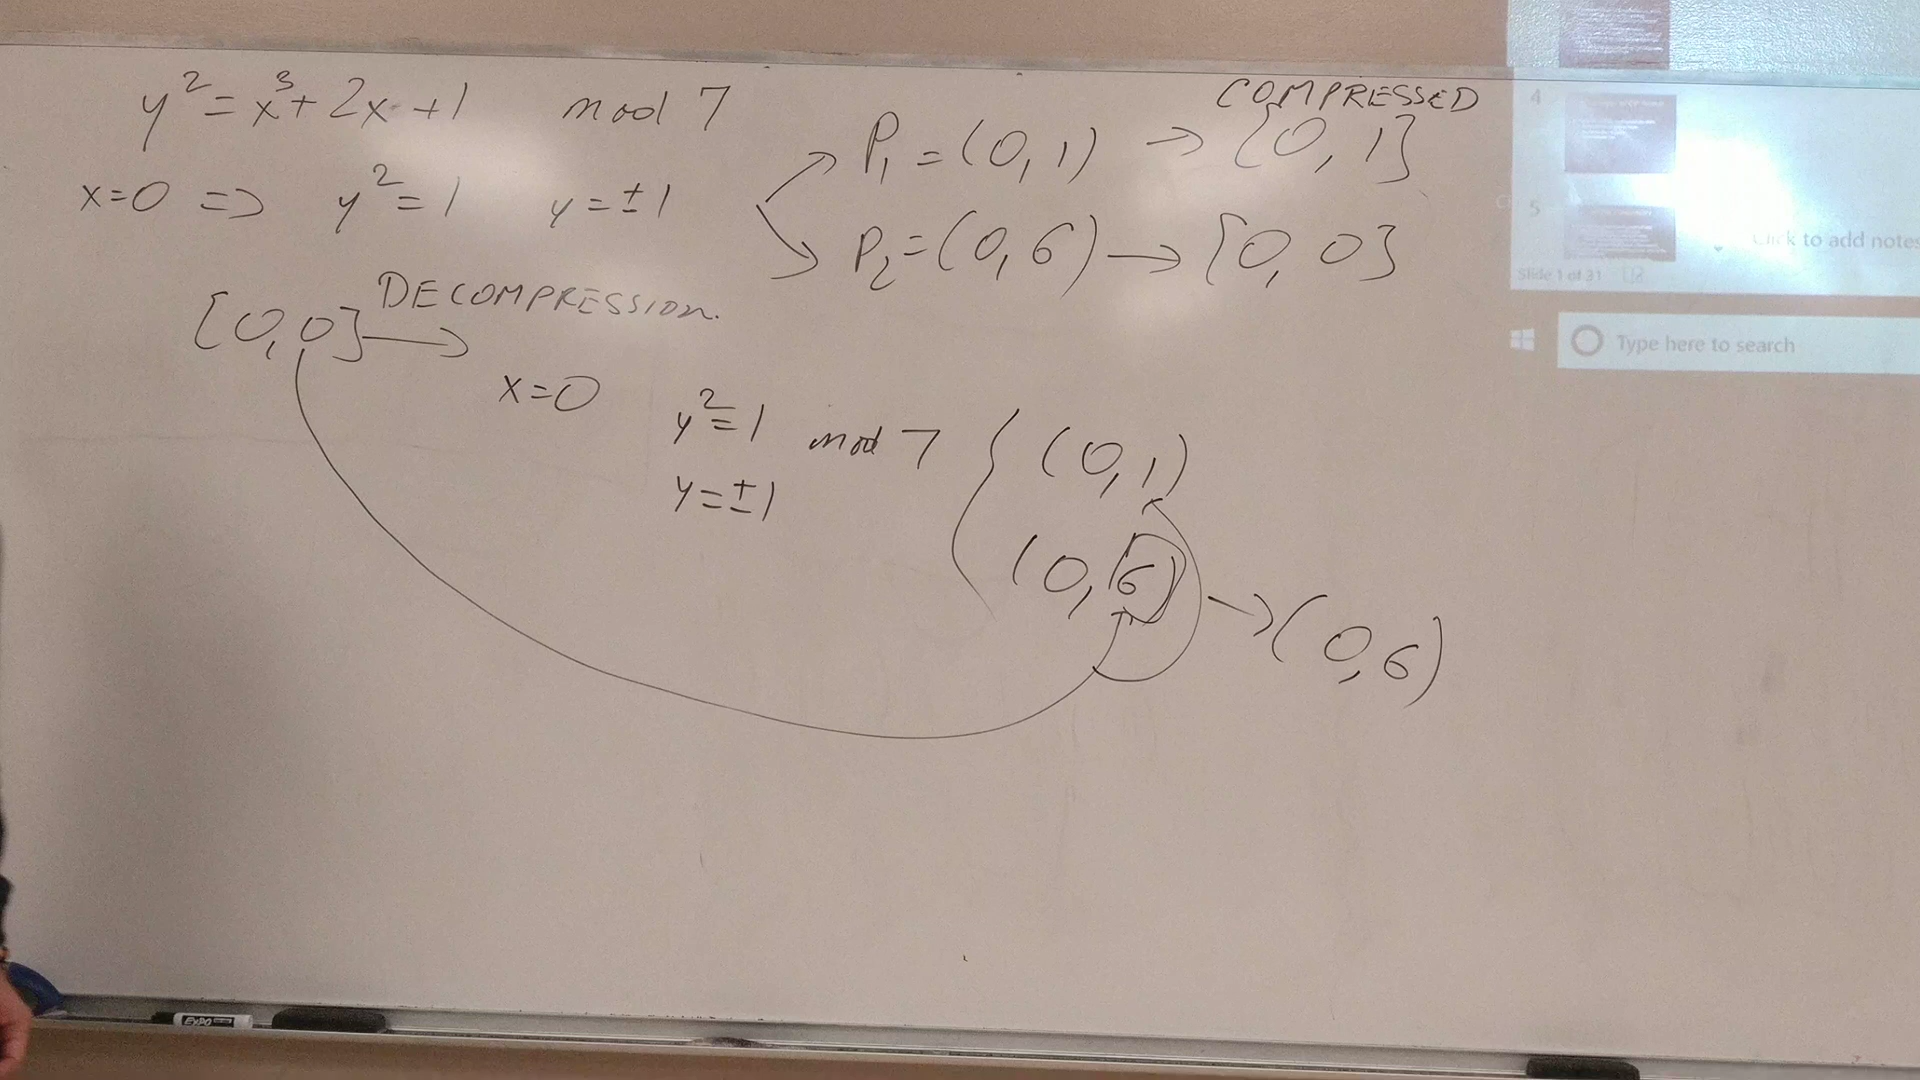 y² = x³ + 2x + 1 mod 7
x=0 => y² = 1 y = ±1
COMPRESSED
P₁ = (0, 1) → [0, 1]
P₂ = (0, 6) → [0, 0]
[0, 0] → DECOMPRESSION.
x=0 y² = 1 mod 7
y = ±1
{ (0, 1)
(0, 6) → (0, 6)
4
5
Click to add notes
Slide 1 of 31
Type here to search
EXPO